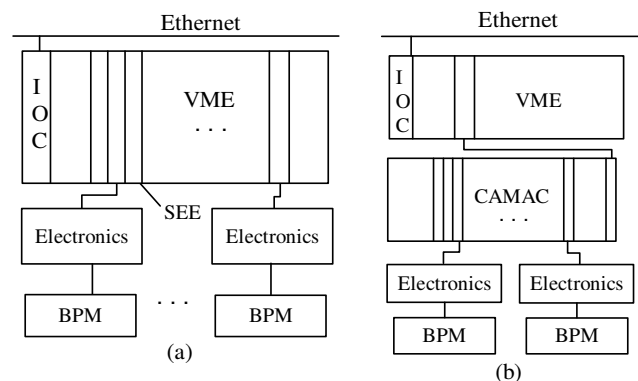 Ethernet
I
O
C
VME
. . .
SEE
Electronics
Electronics
BPM
. . .
BPM
(a)
Ethernet
I
O
C
VME
CAMAC
. . .
Electronics
Electronics
BPM
BPM
(b)